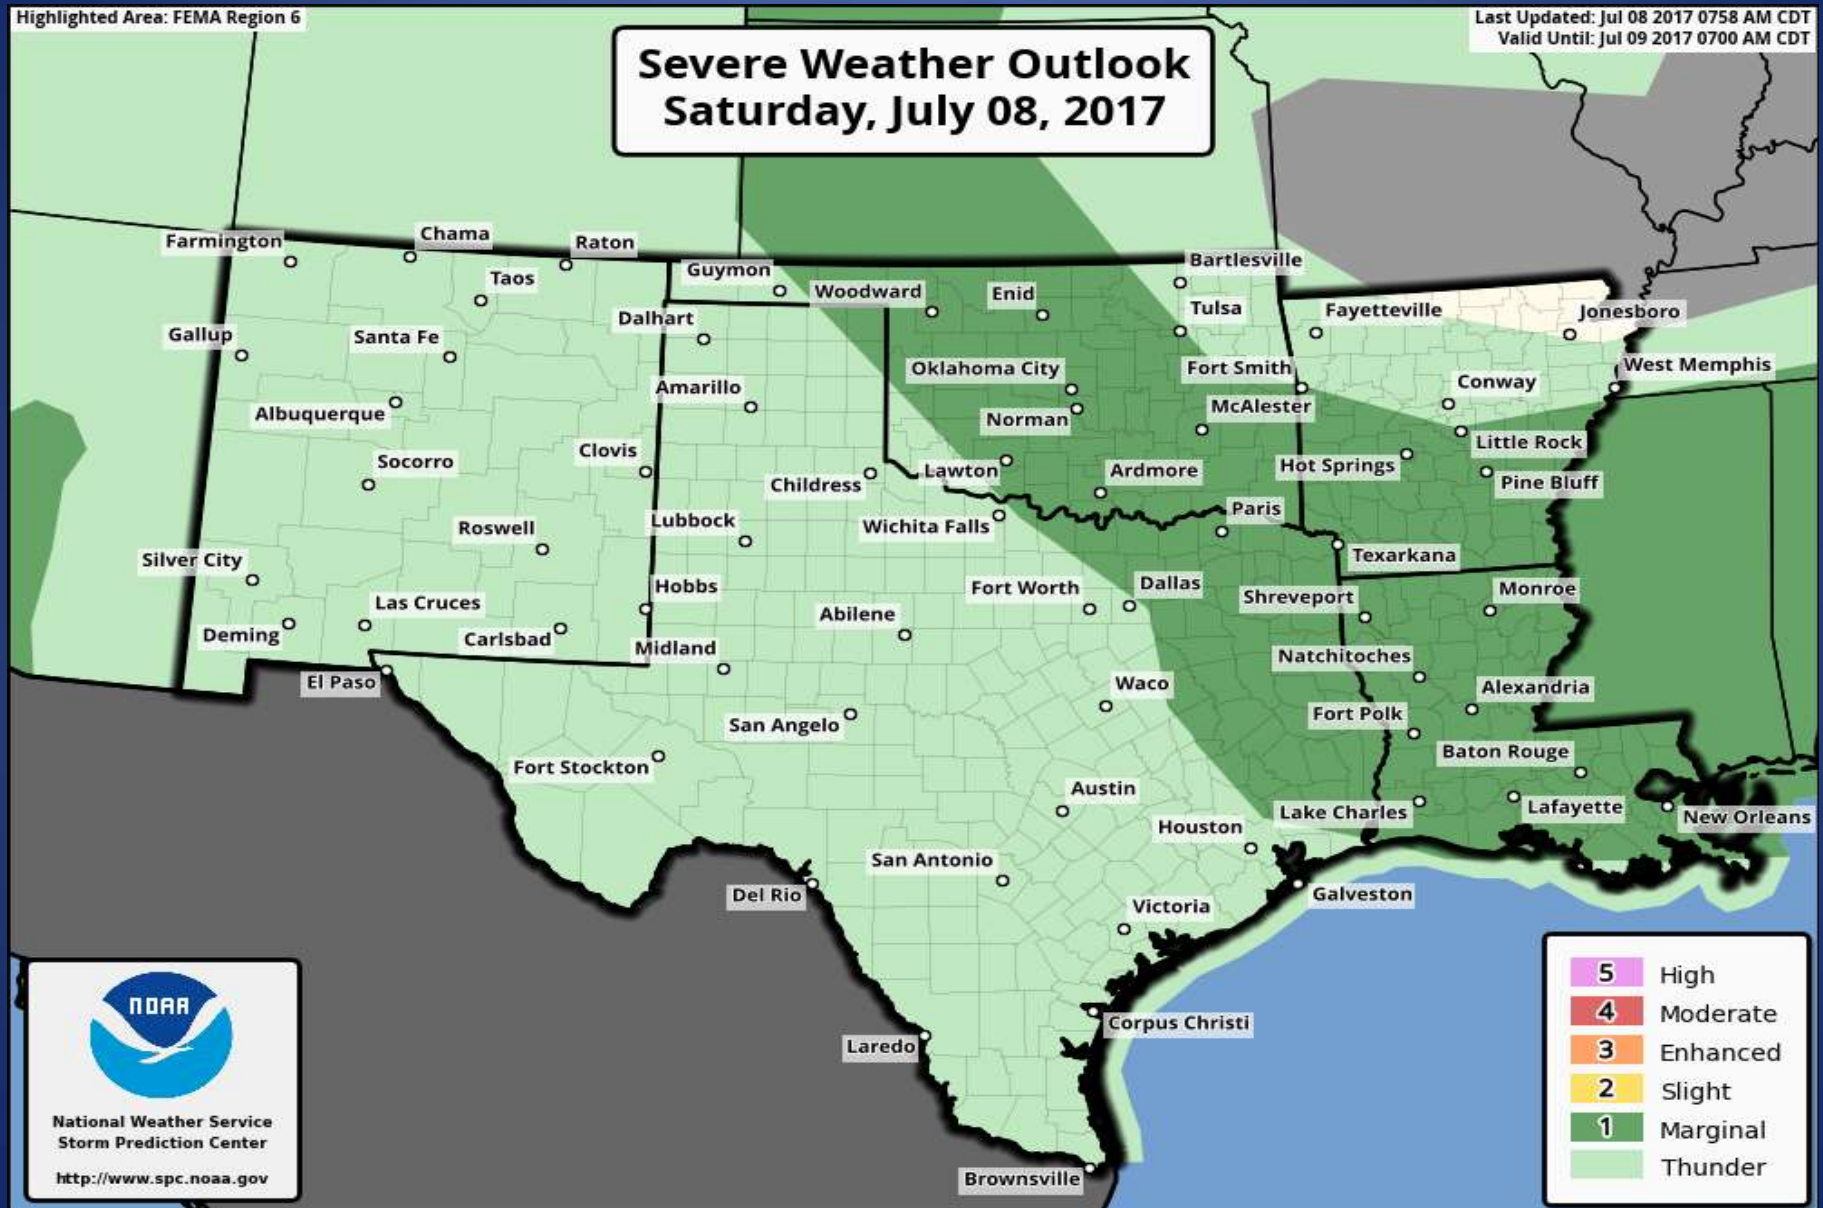 Highlighted Area: FEMA Region 6
Last Updated: Jul 08 2017 0758 AM CDT
Valid Until: Jul 09 2017 0700 AM CDT
Severe Weather Outlook
Saturday, July 08, 2017
Farmington
Chama
Raton
Taos
Guymon
Woodward
Enid
Bartlesville
Tulsa
Fayetteville
Jonesboro
Gallup
Santa Fe
Dalhart
Oklahoma City
Fort Smith
West Memphis
Albuquerque
Amarillo
Norman
McAlester
Conway
Little Rock
Socorro
Clovis
Childress
Lawton
Ardmore
Hot Springs
Pine Bluff
Roswell
Lubbock
Wichita Falls
Paris
Texarkana
Silver City
Hobbs
Fort Worth
Dallas
Shreveport
Monroe
Las Cruces
Deming
Carlsbad
Midland
Abilene
Natchitoches
Alexandria
El Paso
San Angelo
Waco
Fort Polk
Baton Rouge
Fort Stockton
Austin
Lake Charles
Lafayette
New Orleans
Houston
San Antonio
Del Rio
Galveston
Victoria
Corpus Christi
Laredo
Brownsville
NOAA
National Weather Service
Storm Prediction Center
http://www.spc.noaa.gov
5 High
4 Moderate
3 Enhanced
2 Slight
1 Marginal
Thunder